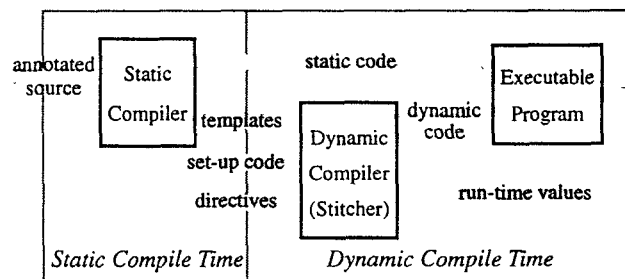 annotated
source
Static
Compiler
static code
Executable
Program
templates
set-up code
directives
Dynamic
Compiler
(Stitcher)
dynamic
code
run-time values
Static Compile Time
Dynamic Compile Time